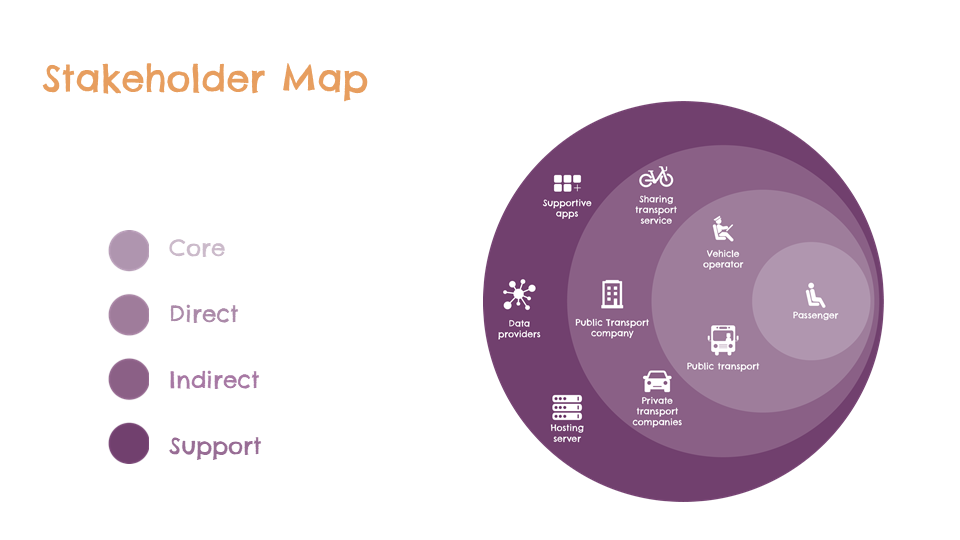 Stakeholder Map
Core
Direct
Indirect
Support
Supportive
apps
Sharing
transport
service
Vehicle
operator
Data
providers
Public Transport
company
Passenger
Public transport
Private
transport
companies
Hosting
server